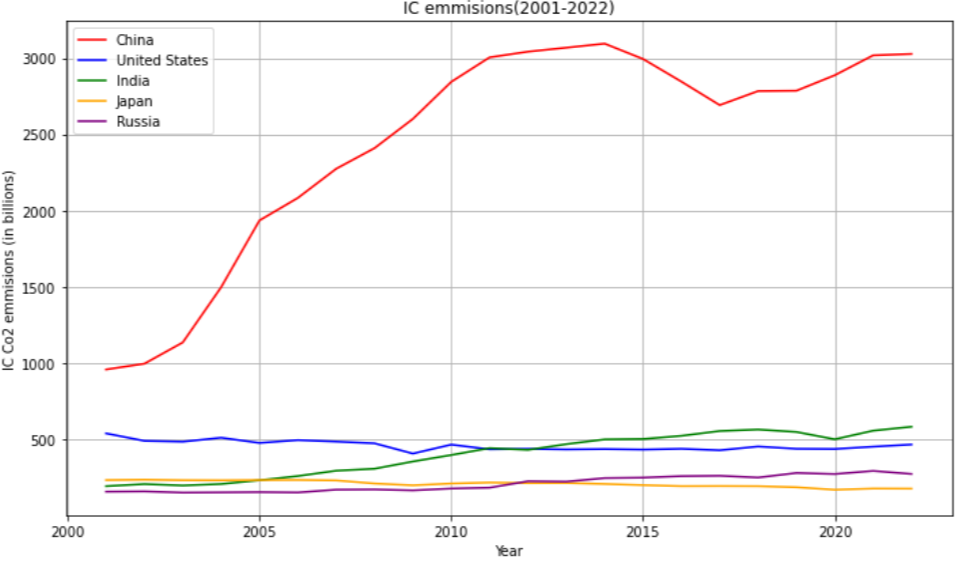 IC emmisions(2001-2022)
China
United States
India
Japan
Russia
IC Co2 emmisions (in billions)
3000
2500
2000
1500
1000
500
2000 2005 2010 2015 2020
Year